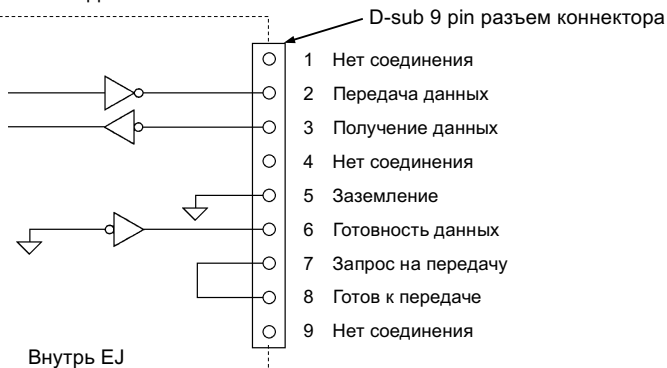 D-sub 9 pin разъем коннектора
1 Нет соединения
2 Передача данных
3 Получение данных
4 Нет соединения
5 Заземление
6 Готовность данных
7 Запрос на передачу
8 Готов к передаче
9 Нет соединения
Внутрь EJ